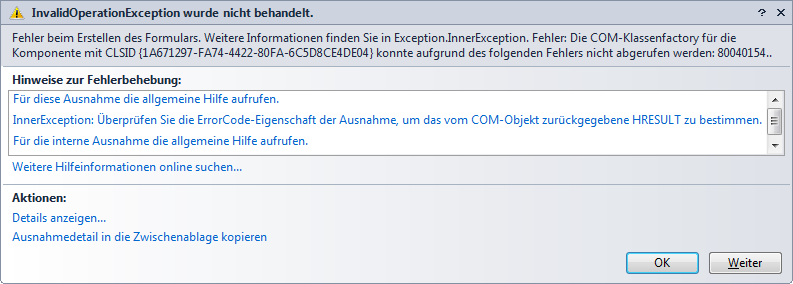 InvalidOperationException wurde nicht behandelt.
Fehler beim Erstellen des Formulars. Weitere Informationen finden Sie in Exception.InnerException. Fehler: Die COM-Klassenfactory für die
Komponente mit CLSID {1A671297-FA74-4422-80FA-6C5D8CE4DE04} konnte aufgrund des folgenden Fehlers nicht abgerufen werden: 80040154..
Hinweise zur Fehlerbehebung:
Für diese Ausnahme die allgemeine Hilfe aufrufen.
InnerException: Überprüfen Sie die ErrorCode-Eigenschaft der Ausnahme, um das vom COM-Objekt zurückgegebene HRESULT zu bestimmen.
Für die interne Ausnahme die allgemeine Hilfe aufrufen.
Weitere Hilfeinformationen online suchen...
Aktionen:
Details anzeigen...
Ausnahmedetail in die Zwischenablage kopieren
OK Weiter